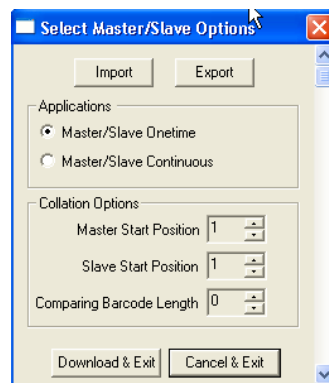 Select Master/Slave Options
Import Export
Applications
Master/Slave Onetime
Master/Slave Continuous
Collation Options
Master Start Position 1
Slave Start Position 1
Comparing Barcode Length 0
Download & Exit Cancel & Exit